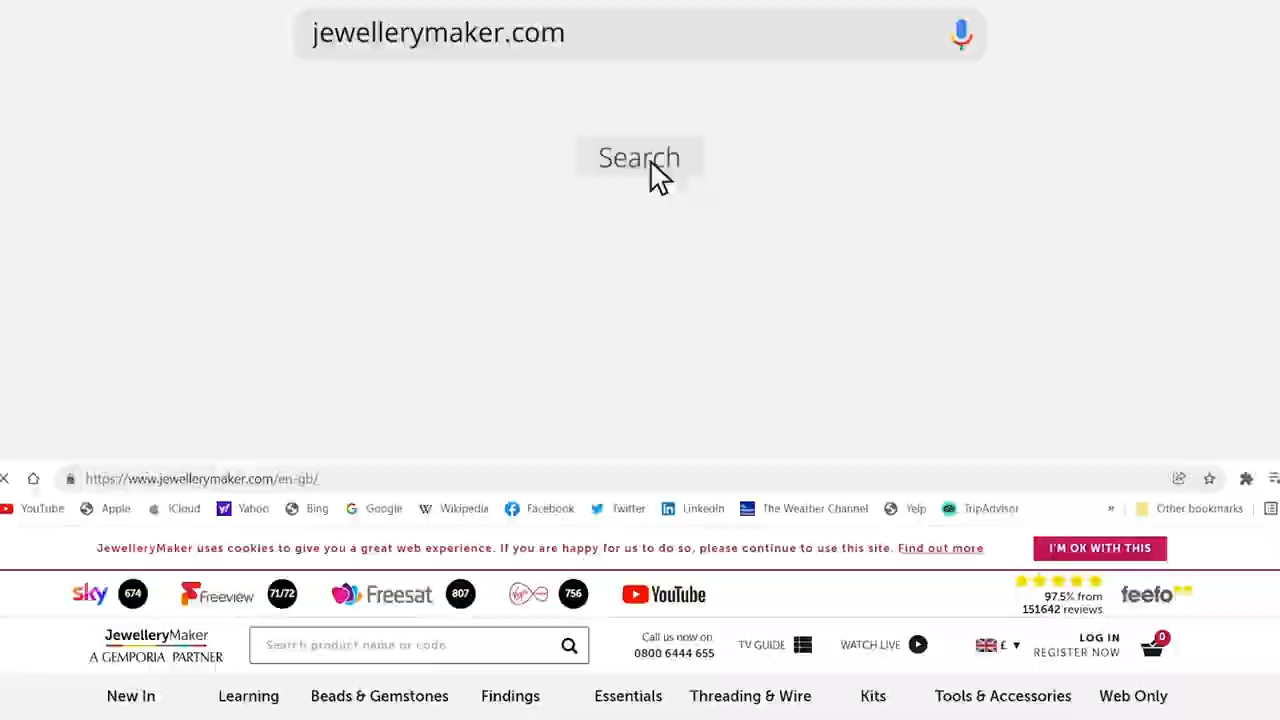 jewellerymaker.com
Search
https://www.jewellerymaker.com/en-gb/
YouTube Apple iCloud Yahoo Bing Google Wikipedia Facebook Twitter LinkedIn The Weather Channel Yelp TripAdvisor » Other bookmarks
JewelleryMaker uses cookies to give you a great web experience. If you are happy for us to do so, please continue to use this site. Find out more I'M OK WITH THIS
sky 674 Freeview 71/72 Freesat 807 756 YouTube 97.5% from feefo
151642 reviews
JewelleryMaker Search product name or code Call us now on TV GUIDE WATCH LIVE £ LOG IN 0
A GEMPORIA PARTNER 0800 6444 655 REGISTER NOW
New In Learning Beads & Gemstones Findings Essentials Threading & Wire Kits Tools & Accessories Web Only